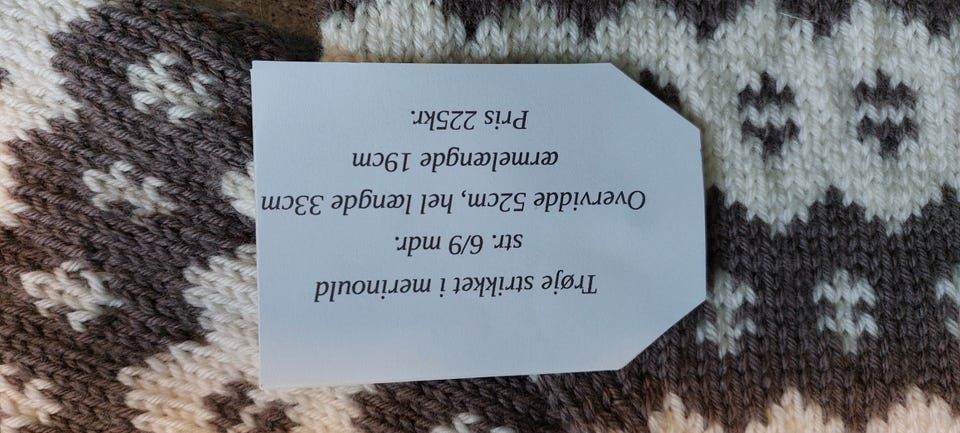 Trøje strikket i merinould
str. 6/9 mdr.
Overvidde 52cm, hel længde 33cm
ærmelængde 19cm
Pris 225kr.